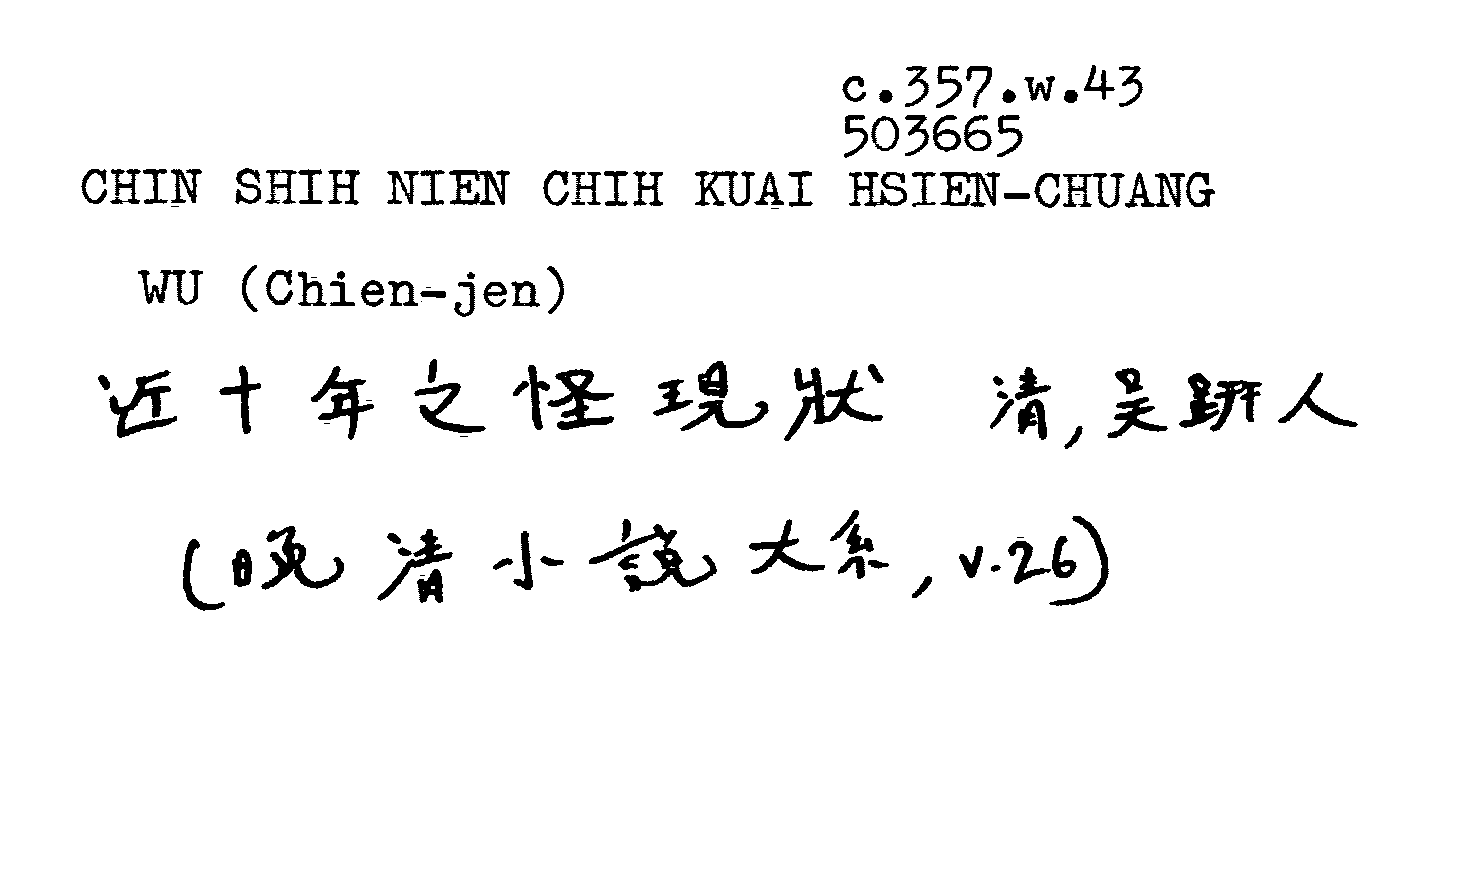 c.357.w.43
503665
CHIN SHIH NIEN CHIH KUAI HSIEN-CHUANG
WU (Chien-jen)
近十年之怪現狀 清,吳趼人
(晚清小說大系, v.26)